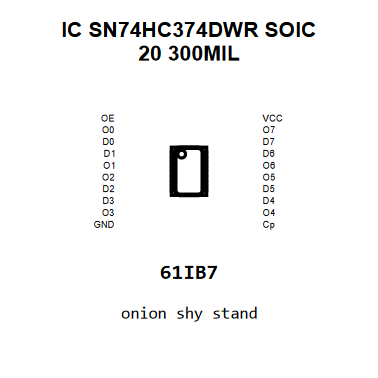 IC SN74HC374DWR SOIC
20 300MIL
OE VCC
O0 O7
D0 D7
D1 D6
O1 O6
O2 O5
D2 D5
D3 D4
O3 O4
GND Cp
61IB7
onion shy stand